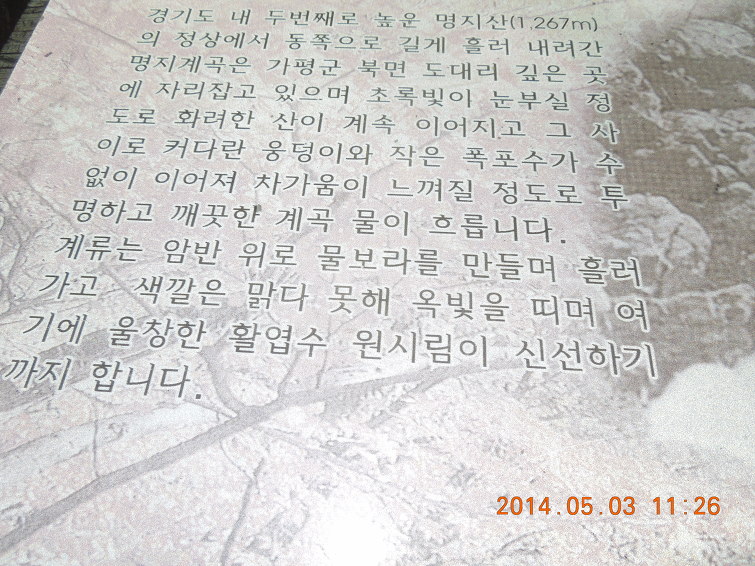 경기도 내 두번째로 높은 명지산(1,267m)
의 정상에서 동쪽으로 길게 흘러 내려간
명지계곡은 가평군 북면 도대리 깊은 곳
에 자리잡고 있으며 초록빛이 눈부실 정
도로 화려한 산이 계속 이어지고 그 사
이로 커다란 웅덩이와 작은 폭포수가 수
없이 이어져 차가움이 느껴질 정도로 투
명하고 깨끗한 계곡 물이 흐릅니다.
계류는 암반 위로 물보라를 만들며 흘러
가고 색깔은 맑다 못해 옥빛을 띠며 여
기에 울창한 활엽수 원시림이 신선하기
까지 합니다.
2014.05.03 11:26